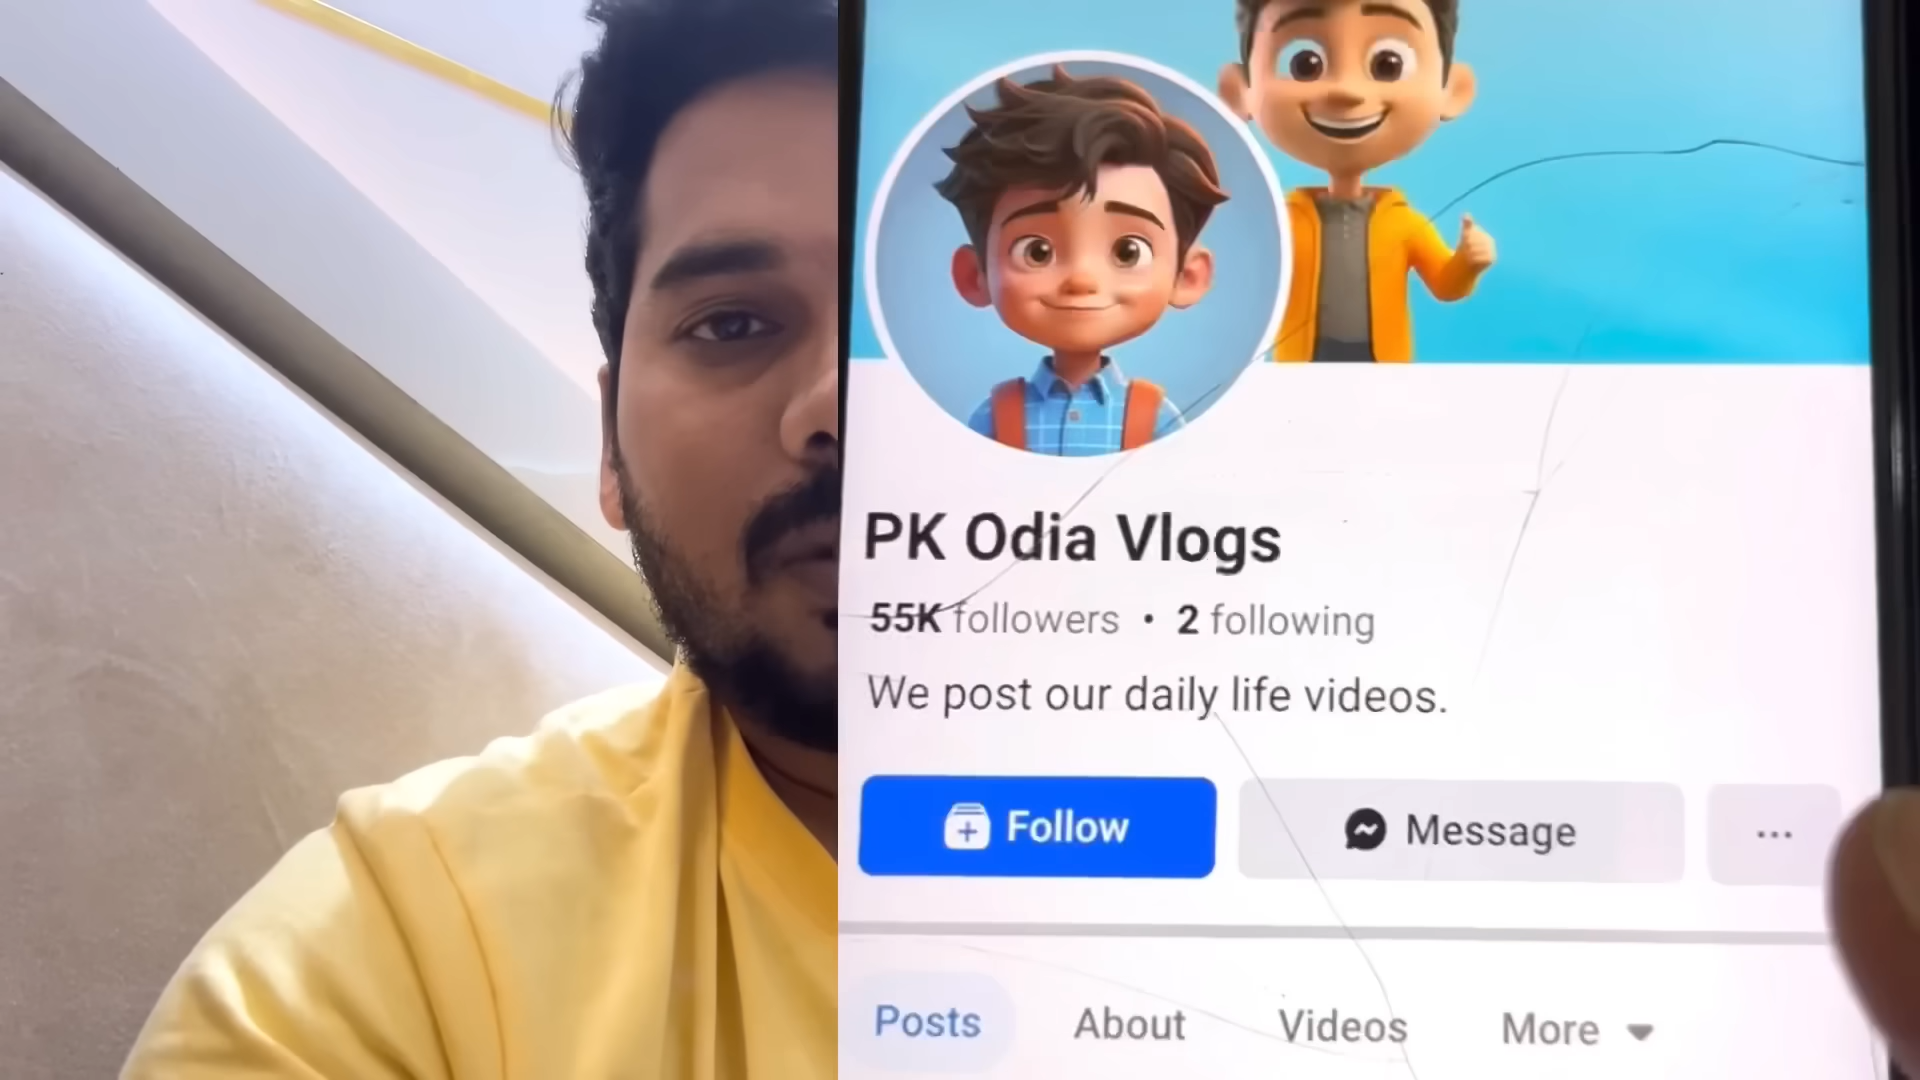 PK Odia Vlogs
55K followers • 2 following
We post our daily life videos.
Follow
Message
Posts
About
Videos
More